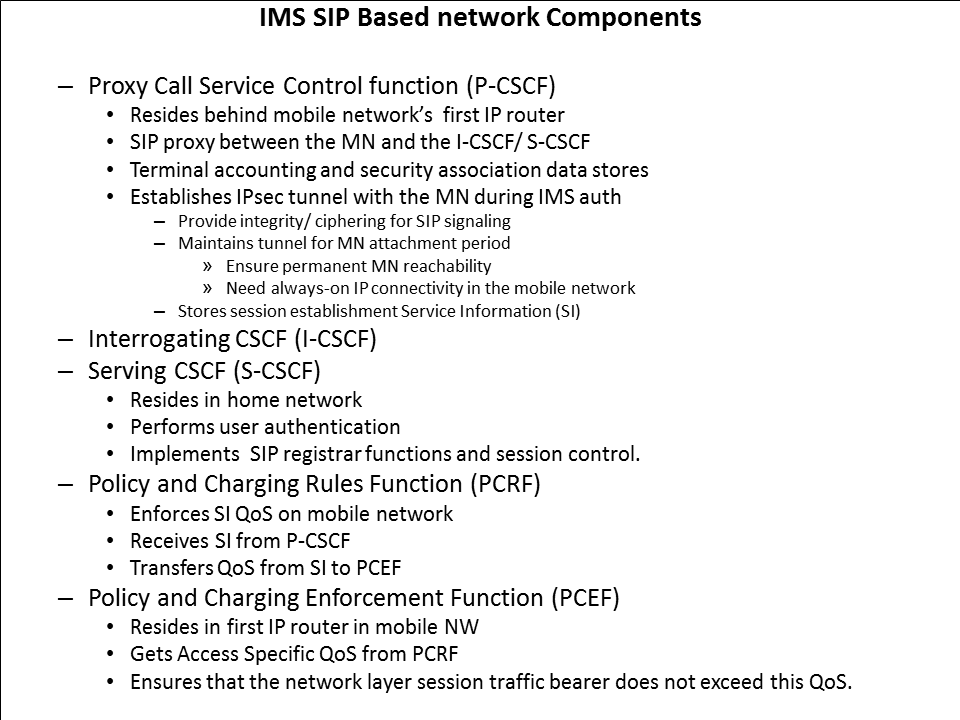 IMS SIP Based network Components
– Proxy Call Service Control function (P-CSCF)
• Resides behind mobile network’s first IP router
• SIP proxy between the MN and the I-CSCF/ S-CSCF
• Terminal accounting and security association data stores
• Establishes IPsec tunnel with the MN during IMS auth
– Provide integrity/ ciphering for SIP signaling
– Maintains tunnel for MN attachment period
» Ensure permanent MN reachability
» Need always-on IP connectivity in the mobile network
– Stores session establishment Service Information (SI)
– Interrogating CSCF (I-CSCF)
– Serving CSCF (S-CSCF)
• Resides in home network
• Performs user authentication
• Implements SIP registrar functions and session control.
– Policy and Charging Rules Function (PCRF)
• Enforces SI QoS on mobile network
• Receives SI from P-CSCF
• Transfers QoS from SI to PCEF
– Policy and Charging Enforcement Function (PCEF)
• Resides in first IP router in mobile NW
• Gets Access Specific QoS from PCRF
• Ensures that the network layer session traffic bearer does not exceed this QoS.